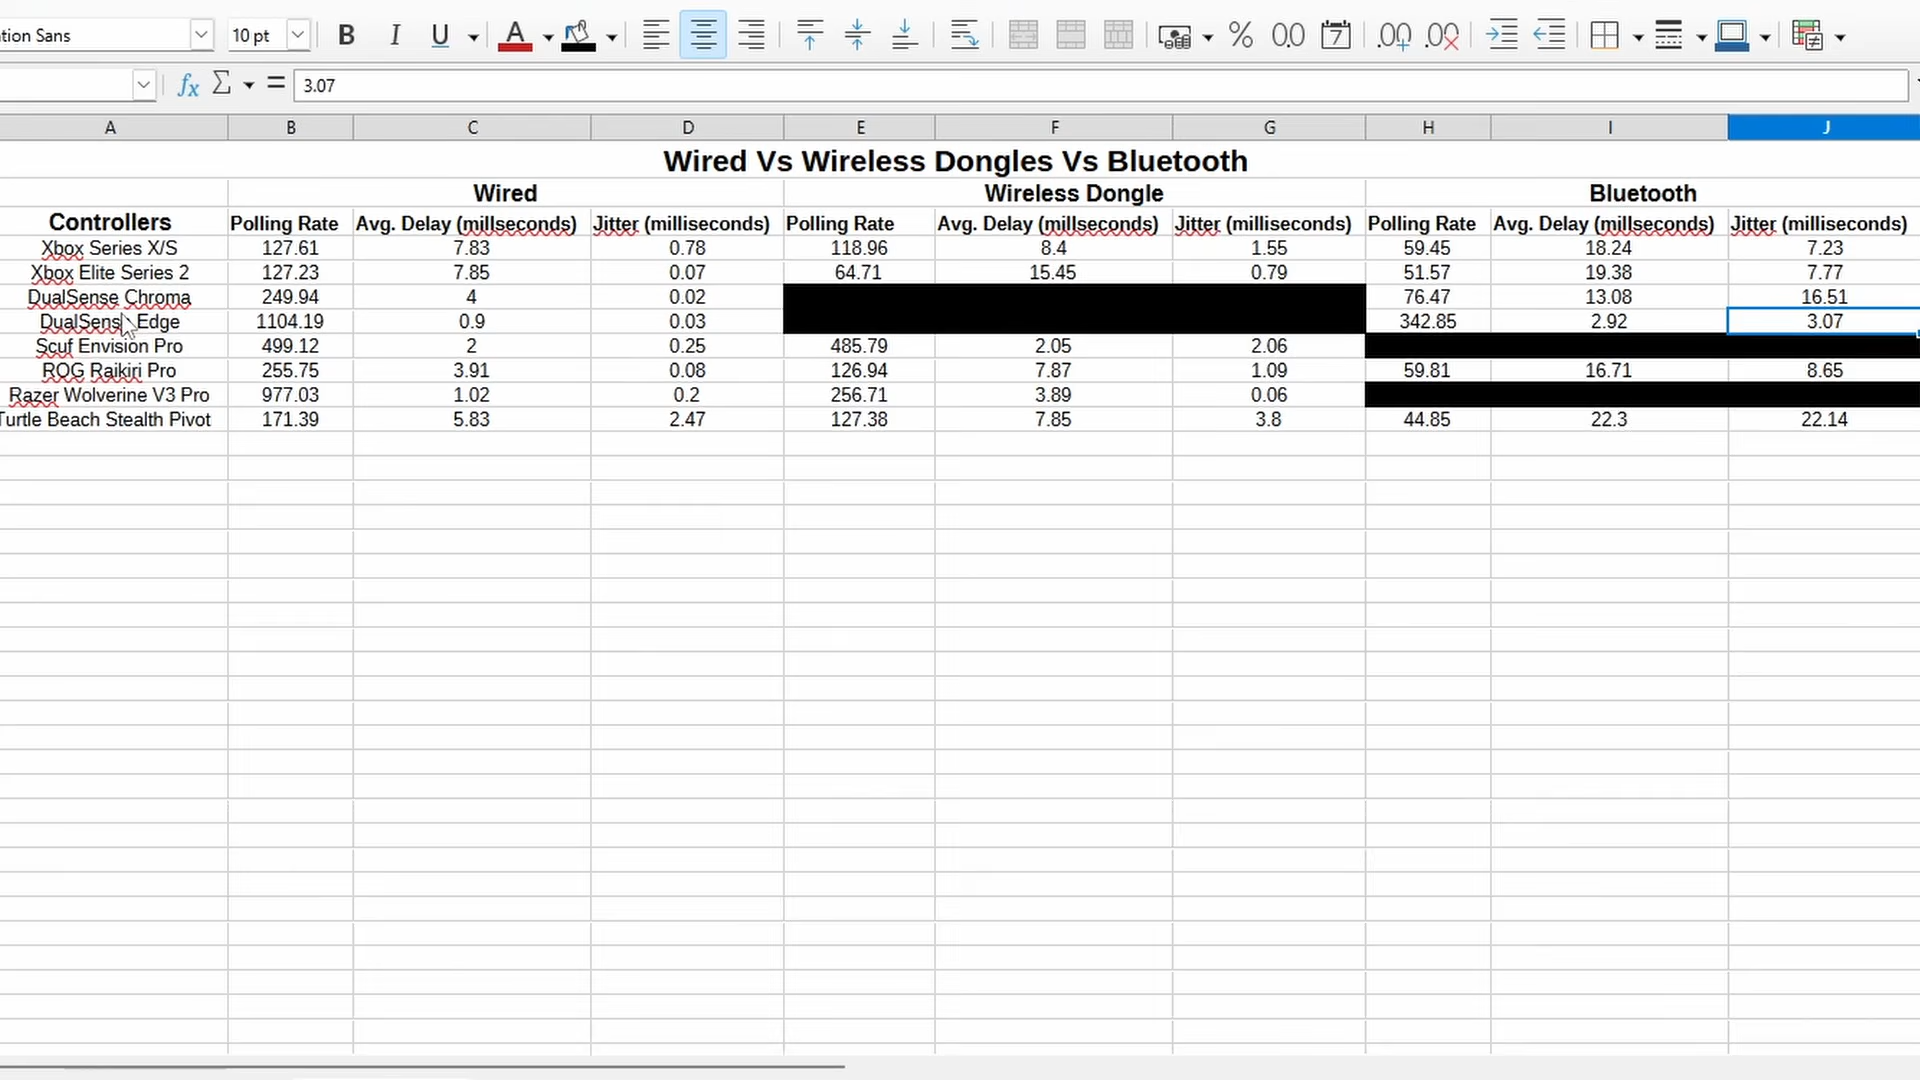 tion Sans 10 pt B I U A % 0.0 7 .00 .00
fx Σ = 3.07
A B C D E F G H I J
Wired Vs Wireless Dongles Vs Bluetooth
Wired Wireless Dongle Bluetooth
Controllers Polling Rate Avg. Delay (millseconds) Jitter (milliseconds) Polling Rate Avg. Delay (millseconds) Jitter (milliseconds) Polling Rate Avg. Delay (millseconds) Jitter (milliseconds)
Xbox Series X/S 127.61 7.83 0.78 118.96 8.4 1.55 59.45 18.24 7.23
Xbox Elite Series 2 127.23 7.85 0.07 64.71 15.45 0.79 51.57 19.38 7.77
DualSense Chroma 249.94 4 0.02 76.47 13.08 16.51
DualSense Edge 1104.19 0.9 0.03 342.85 2.92 3.07
Scuf Envision Pro 499.12 2 0.25 485.79 2.05 2.06
ROG Raikiri Pro 255.75 3.91 0.08 126.94 7.87 1.09 59.81 16.71 8.65
Razer Wolverine V3 Pro 977.03 1.02 0.2 256.71 3.89 0.06
Turtle Beach Stealth Pivot 171.39 5.83 2.47 127.38 7.85 3.8 44.85 22.3 22.14